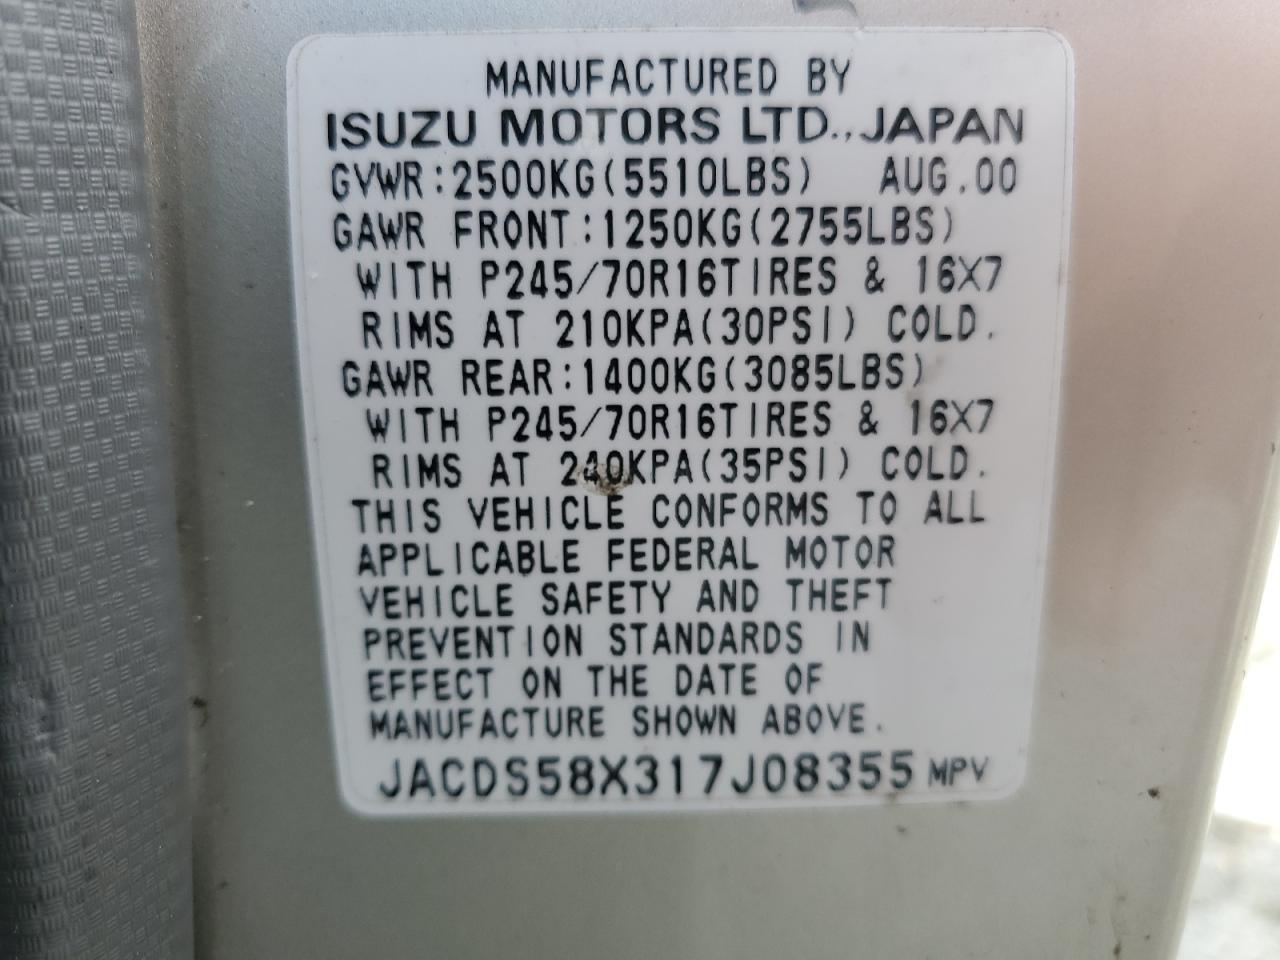 MANUFACTURED BY
ISUZU MOTORS LTD., JAPAN
GVWR:2500KG(5510LBS) AUG.00
GAWR FRONT:1250KG(2755LBS)
WITH P245/70R16TIRES & 16X7
RIMS AT 210KPA(30PSI) COLD.
GAWR REAR:1400KG(3085LBS)
WITH P245/70R16TIRES & 16X7
RIMS AT 240KPA(35PSI) COLD.
THIS VEHICLE CONFORMS TO ALL
APPLICABLE FEDERAL MOTOR
VEHICLE SAFETY AND THEFT
PREVENTION STANDARDS IN
EFFECT ON THE DATE OF
MANUFACTURE SHOWN ABOVE.
JACDS58X317J08355 MPV